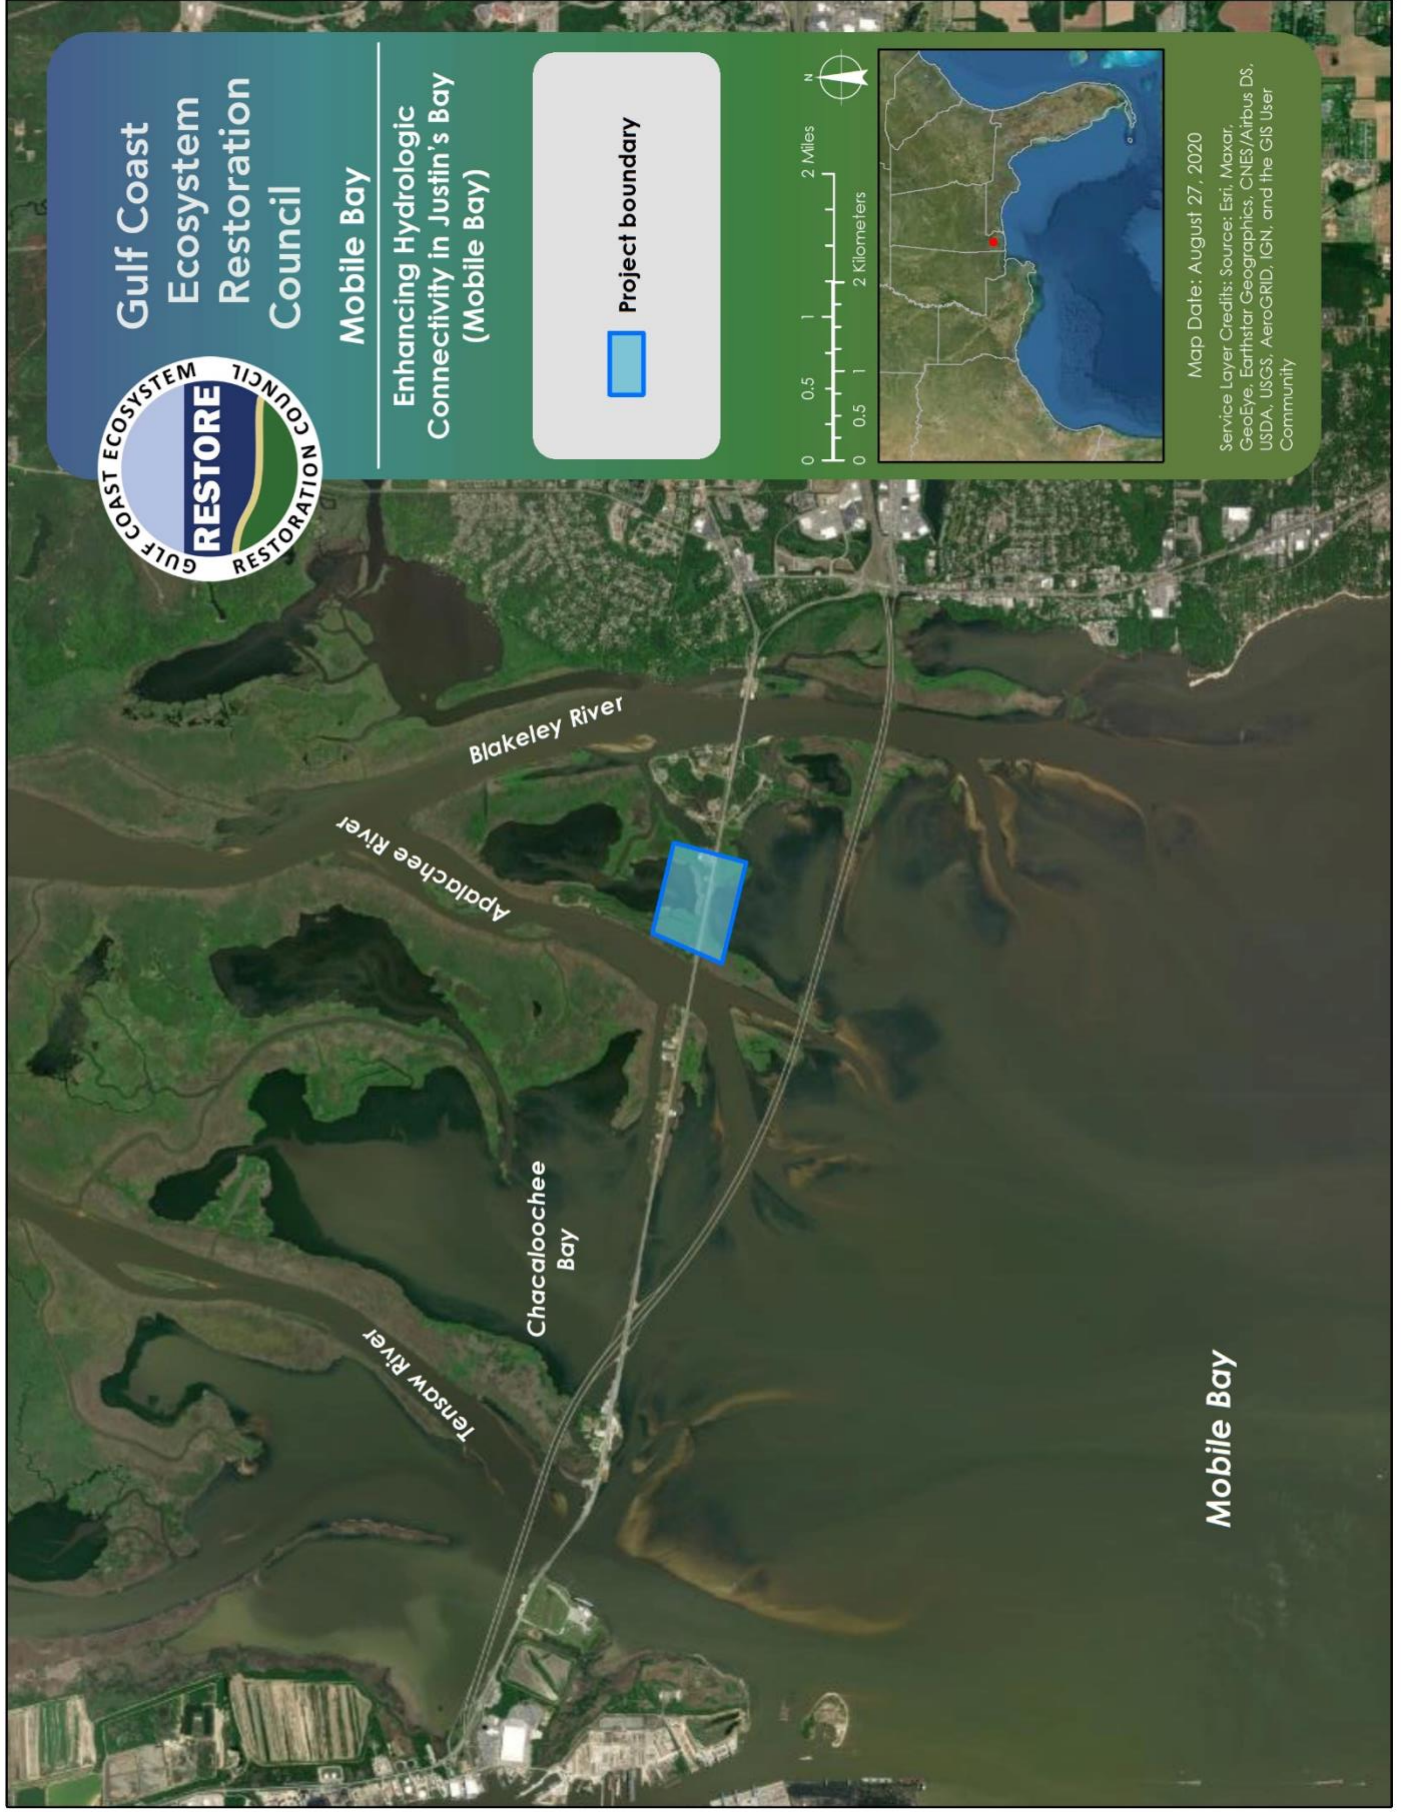 GULF COAST ECOSYSTEM
RESTORE
RESTORATION COUNCIL
Gulf Coast
Ecosystem
Restoration
Council
Mobile Bay
Enhancing Hydrologic
Connectivity in Justin's Bay
(Mobile Bay)
Project boundary
0 0.5 1 2 Miles
0 0.5 1 2 Kilometers
N
Map Date: August 27, 2020
Service Layer Credits: Source: Esri, Maxar,
GeoEye, Earthstar Geographics, CNES/Airbus DS,
USDA, USGS, AeroGRID, IGN, and the GIS User
Community
Blakeley River
Apalachee River
Tensaw River
Chacaloochee
Bay
Mobile Bay